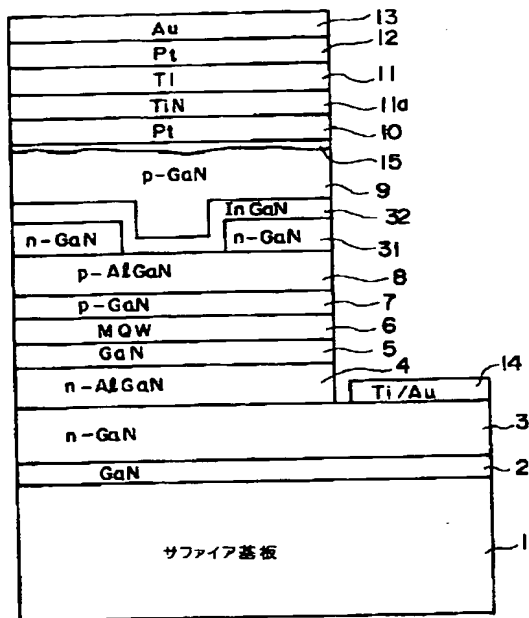 Au 13
Pt 12
Ti 11
TiN 11a
Pt 10
15
p-GaN 9
InGaN 32
n-GaN n-GaN 31
p-AlGaN 8
p-GaN 7
MQW 6
GaN 5
n-AlGaN 4
Ti/Au 14
n-GaN 3
GaN 2
サファイア基板 1